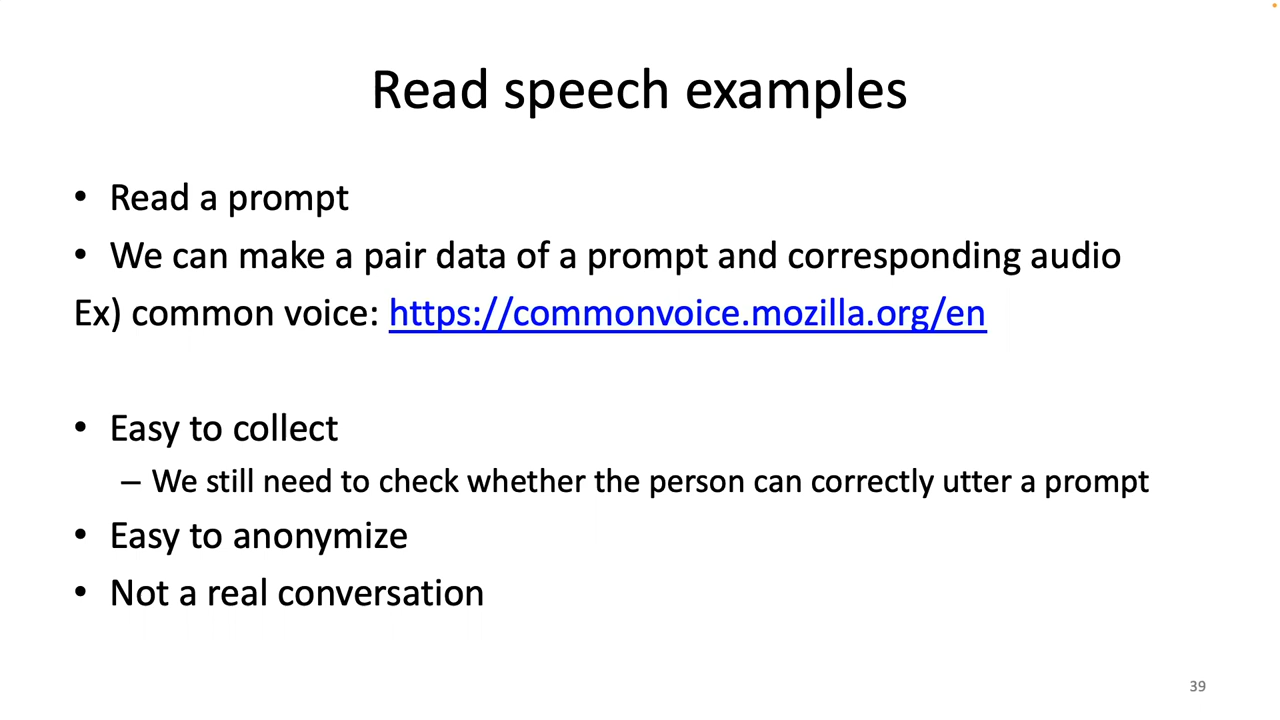 Read speech examples
• Read a prompt
• We can make a pair data of a prompt and corresponding audio
Ex) common voice: https://commonvoice.mozilla.org/en
• Easy to collect
– We still need to check whether the person can correctly utter a prompt
• Easy to anonymize
• Not a real conversation
39